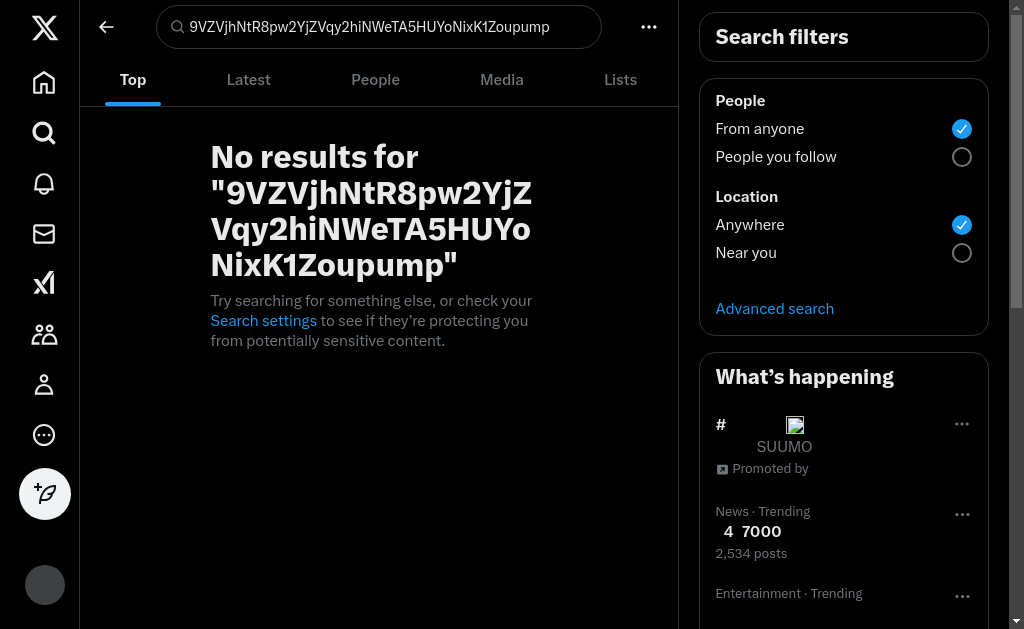 9VZVjhNtR8pw2YjZVqy2hiNWeTA5HUYoNixK1Zoupump
Top
Latest
People
Media
Lists
No results for
"9VZVjhNtR8pw2YjZ
Vqy2hiNWeTA5HUYo
NixK1Zoupump"
Try searching for something else, or check your
Search settings to see if they’re protecting you
from potentially sensitive content.
Search filters
People
From anyone
People you follow
Location
Anywhere
Near you
Advanced search
What’s happening
#
SUUMO
Promoted by
News · Trending
4 7000
2,534 posts
Entertainment · Trending